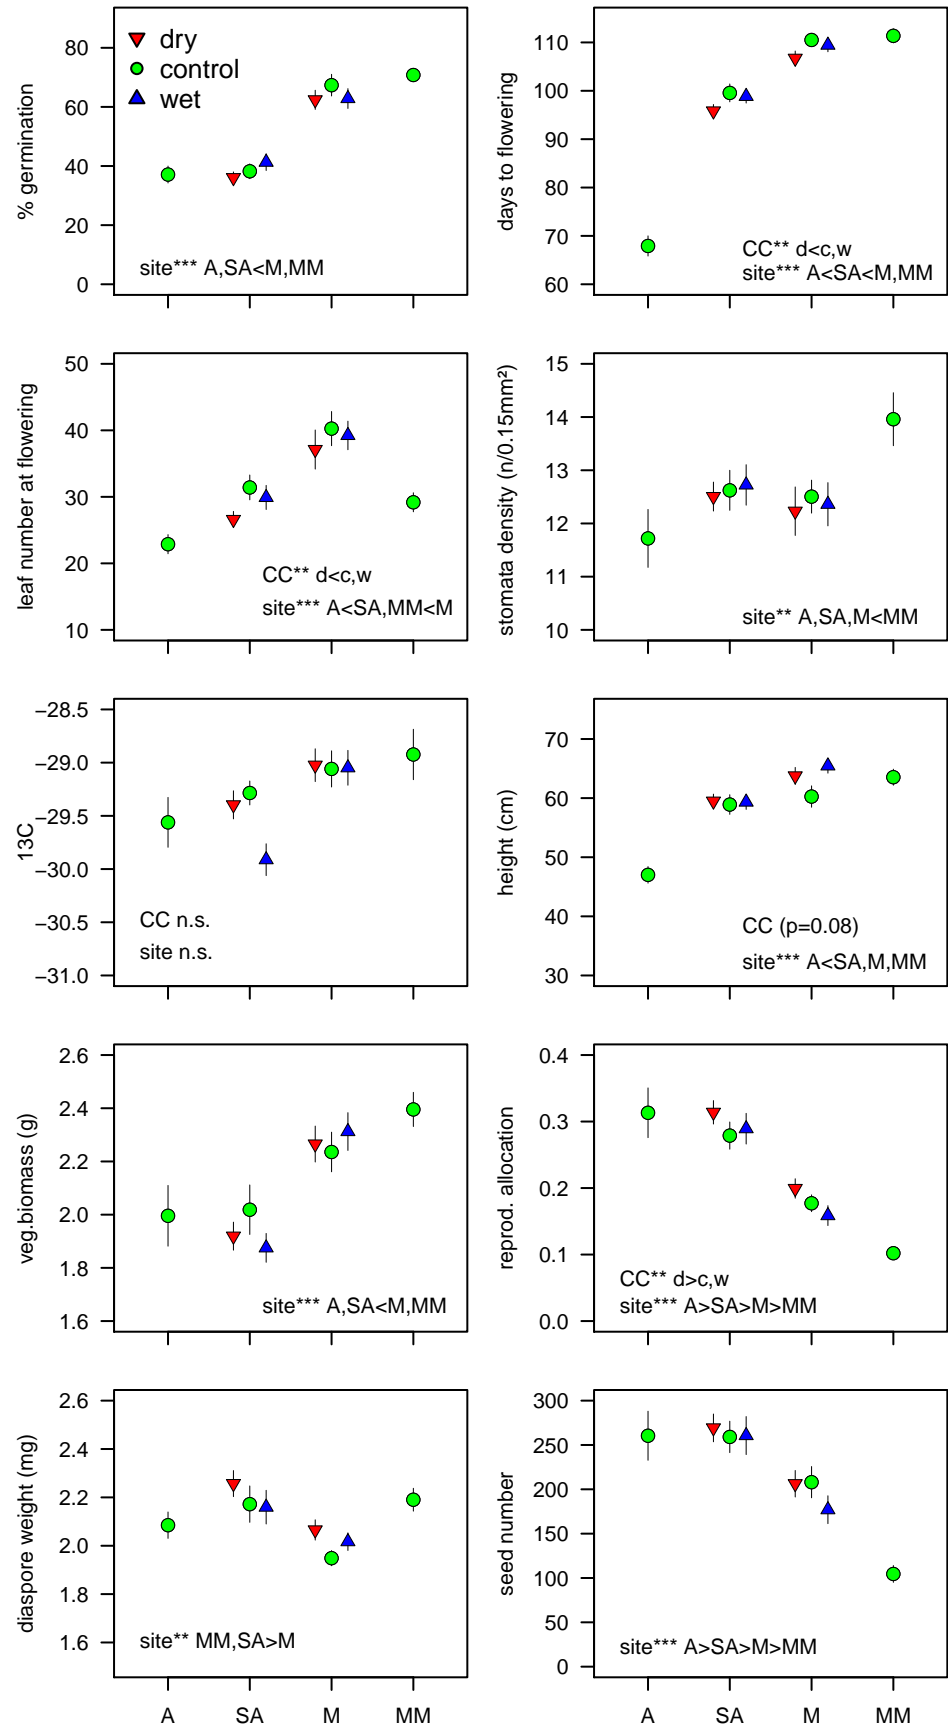 dry
control
wet
% germination
80
60
40
20
0
site*** A,SA<M,MM
days to flowering
110
100
90
80
70
60
CC** d<c,w
site*** A<SA<M,MM
leaf number at flowering
50
40
30
20
10
CC** d<c,w
site*** A<SA,MM<M
stomata density (n/0.15mm²)
15
14
13
12
11
10
site** A,SA,M<MM
13C
−28.5
−29.0
−29.5
−30.0
−30.5
−31.0
CC n.s.
site n.s.
height (cm)
70
60
50
40
30
CC (p=0.08)
site*** A<SA,M,MM
veg.biomass (g)
2.6
2.4
2.2
2.0
1.8
1.6
site*** A,SA<M,MM
reprod. allocation
0.4
0.3
0.2
0.1
0.0
CC** d>c,w
site*** A>SA>M>MM
diaspore weight (mg)
2.6
2.4
2.2
2.0
1.8
1.6
site** MM,SA>M
A SA M MM
seed number
300
250
200
150
100
50
0
site*** A>SA>M>MM
A SA M MM